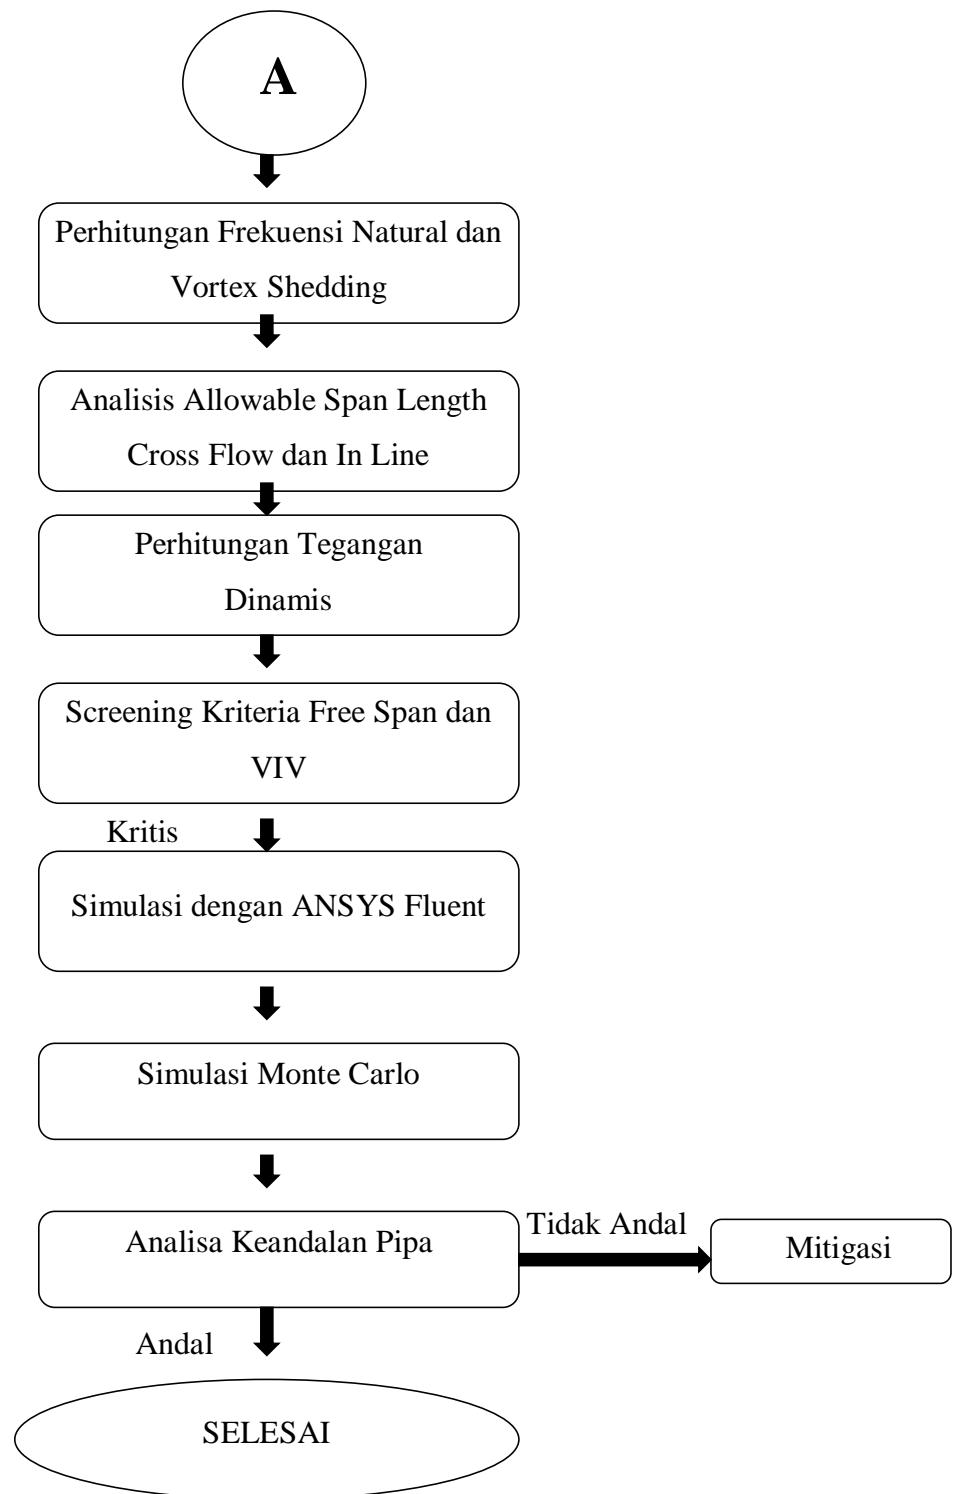 A
Perhitungan Frekuensi Natural dan
Vortex Shedding
Analisis Allowable Span Length
Cross Flow dan In Line
Perhitungan Tegangan
Dinamis
Screening Kriteria Free Span dan
VIV
Kritis
Simulasi dengan ANSYS Fluent
Simulasi Monte Carlo
Analisa Keandalan Pipa
Tidak Andal
Mitigasi
Andal
SELESAI